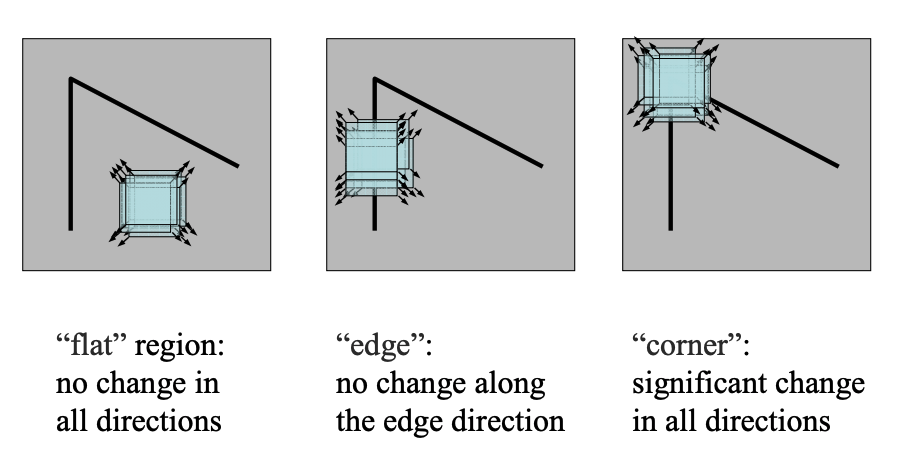 “flat” region:
no change in
all directions
“edge”:
no change along
the edge direction
“corner”:
significant change
in all directions